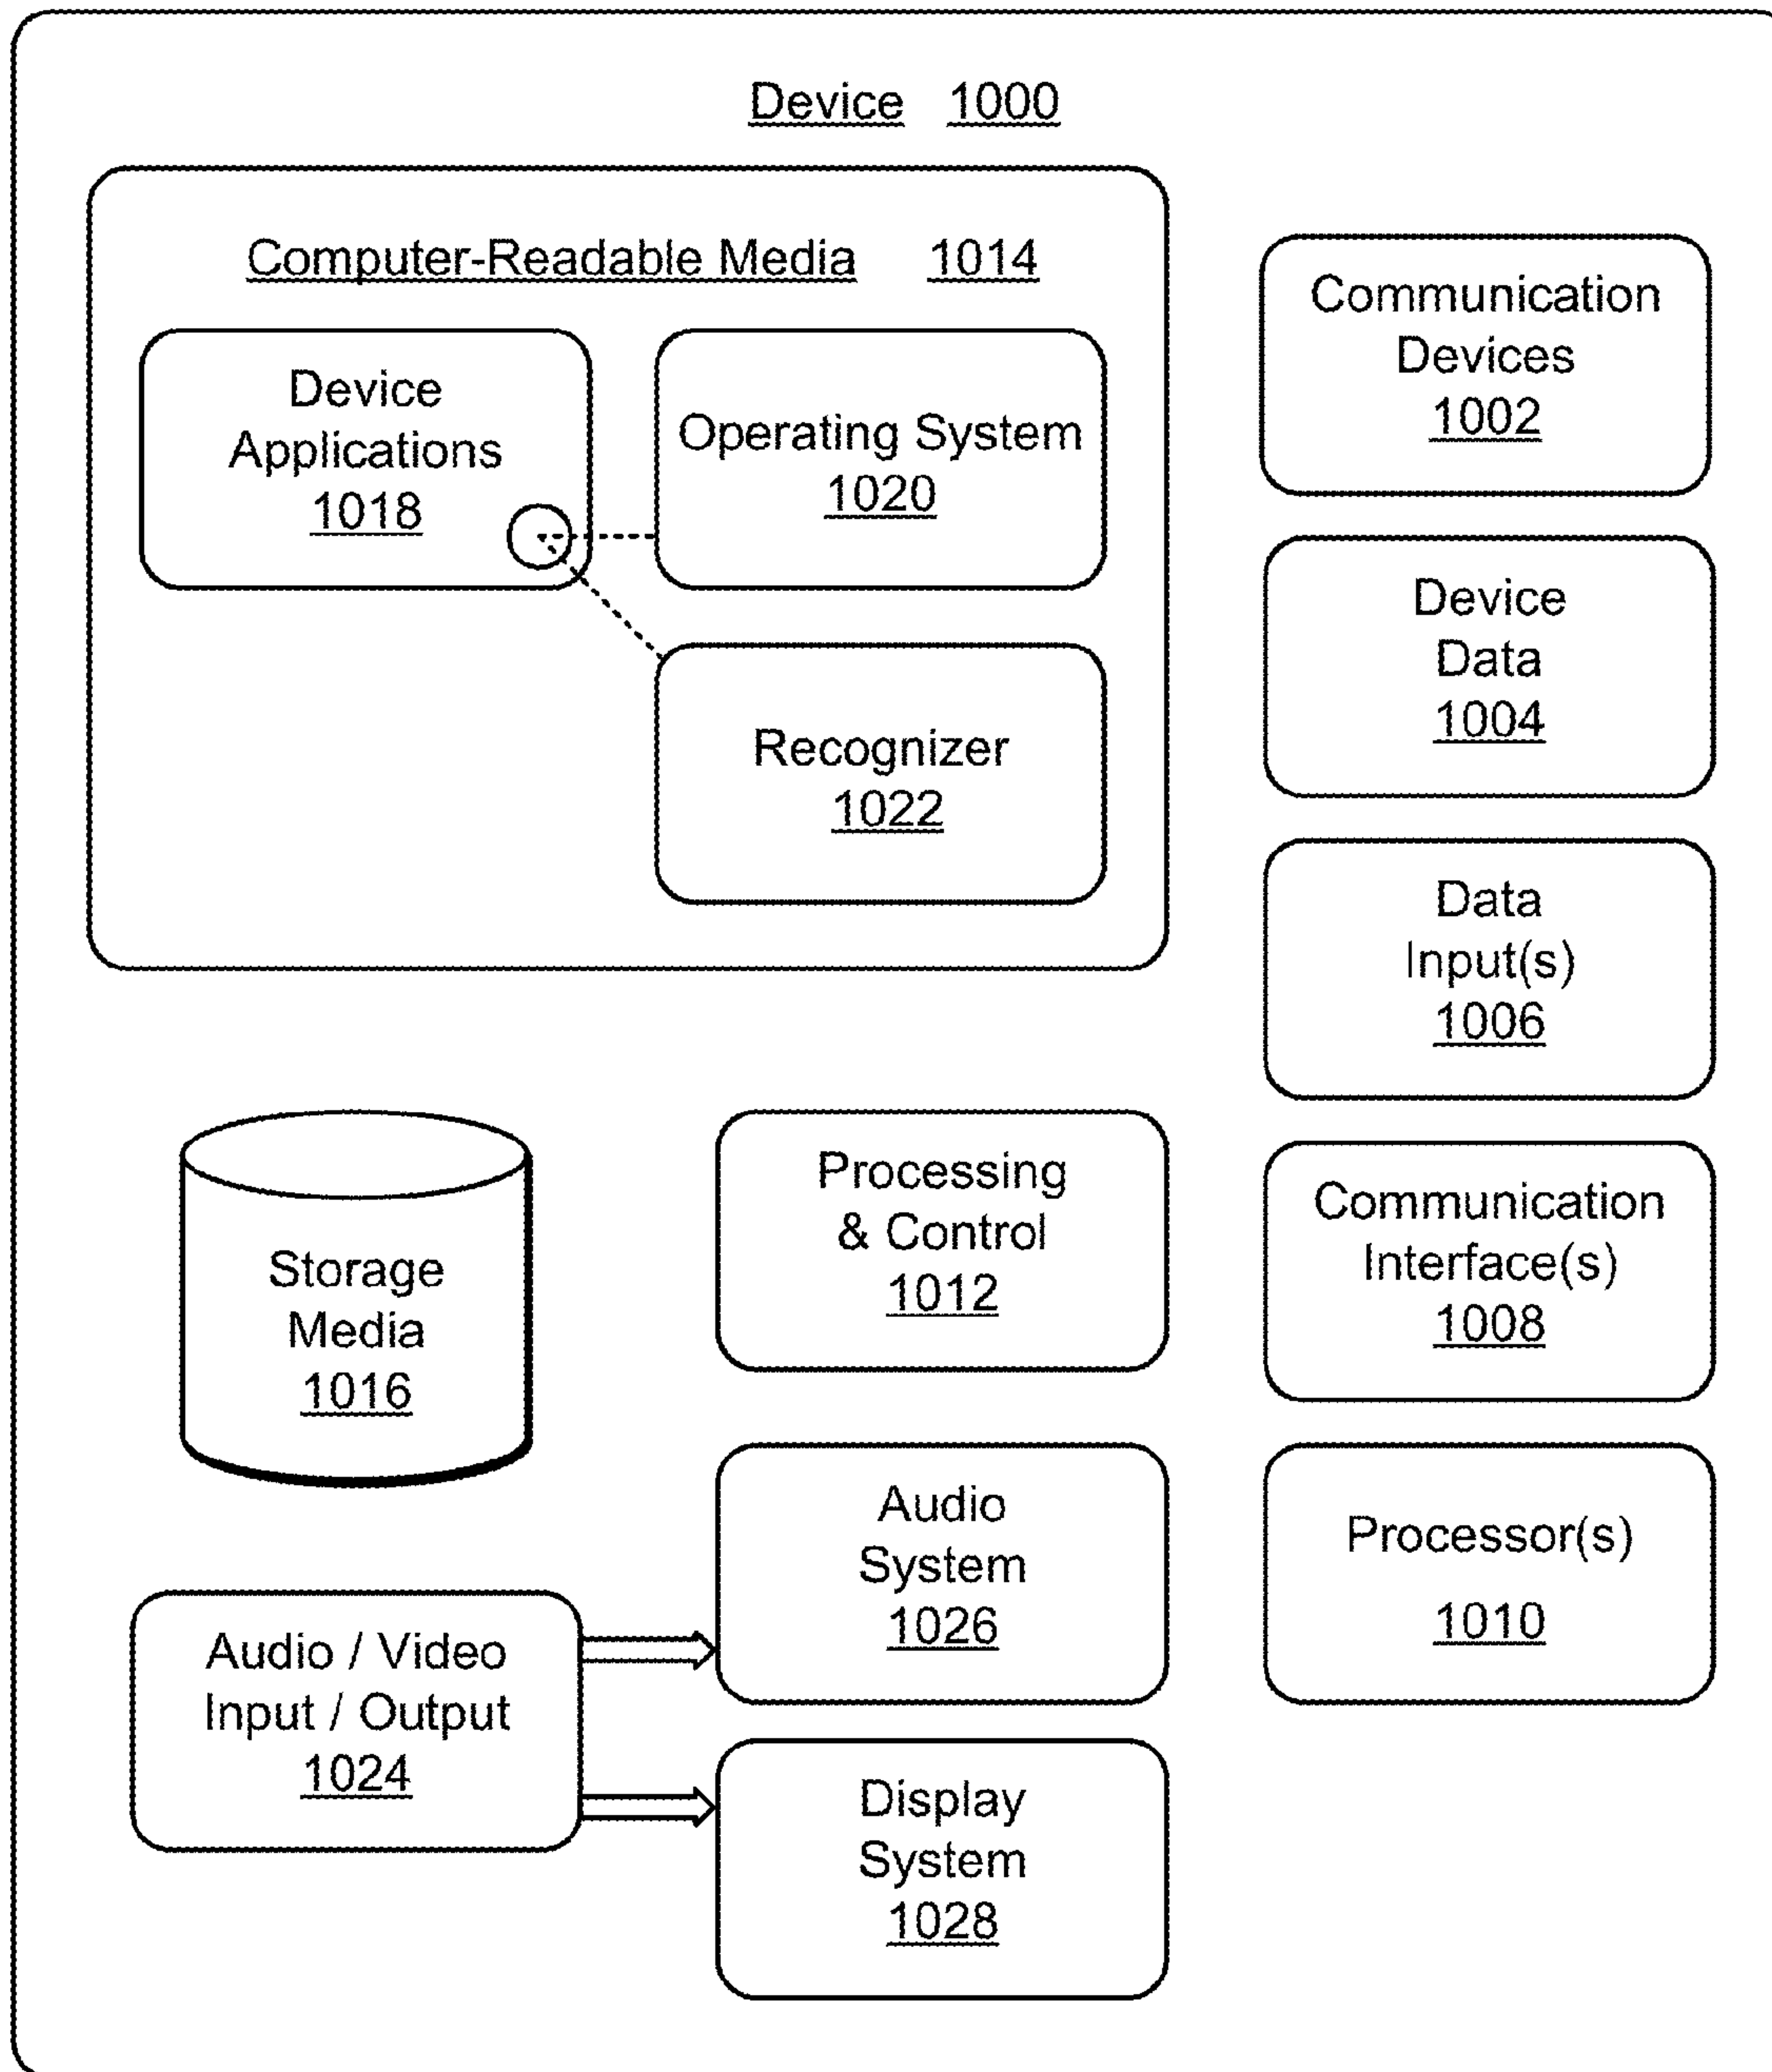 Device 1000
Computer-Readable Media 1014
Device
Applications
1018
Operating System
1020
Recognizer
1022
Communication
Devices
1002
Device
Data
1004
Data
Input(s)
1006
Communication
Interface(s)
1008
Processor(s)
1010
Storage
Media
1016
Processing
& Control
1012
Audio / Video
Input / Output
1024
Audio
System
1026
Display
System
1028